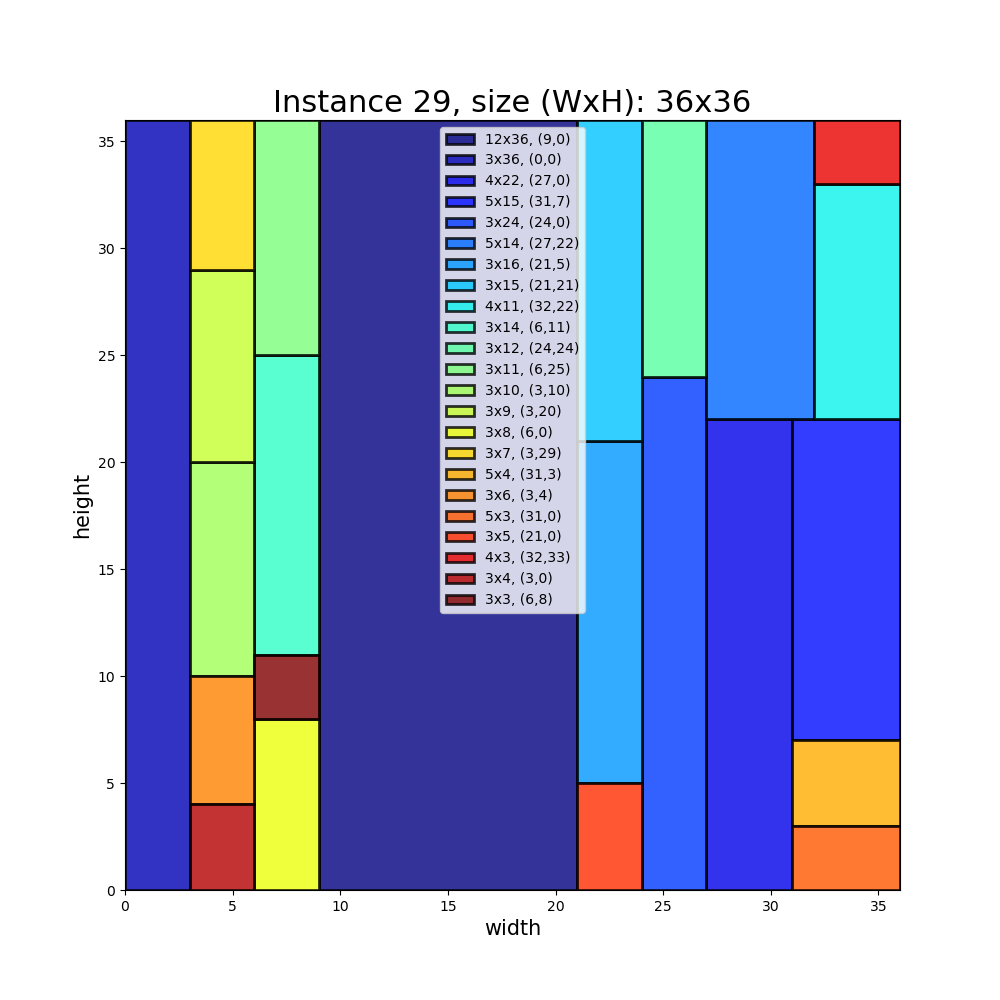 Instance 29, size (WxH): 36x36
12x36, (9,0)
3x36, (0,0)
4x22, (27,0)
5x15, (31,7)
3x24, (24,0)
5x14, (27,22)
3x16, (21,5)
3x15, (21,21)
4x11, (32,22)
3x14, (6,11)
3x12, (24,24)
3x11, (6,25)
3x10, (3,10)
3x9, (3,20)
3x8, (6,0)
3x7, (3,29)
5x4, (31,3)
3x6, (3,4)
5x3, (31,0)
3x5, (21,0)
4x3, (32,33)
3x4, (3,0)
3x3, (6,8)
height
35
30
25
20
15
10
5
0
0 5 10 15 20 25 30 35
width